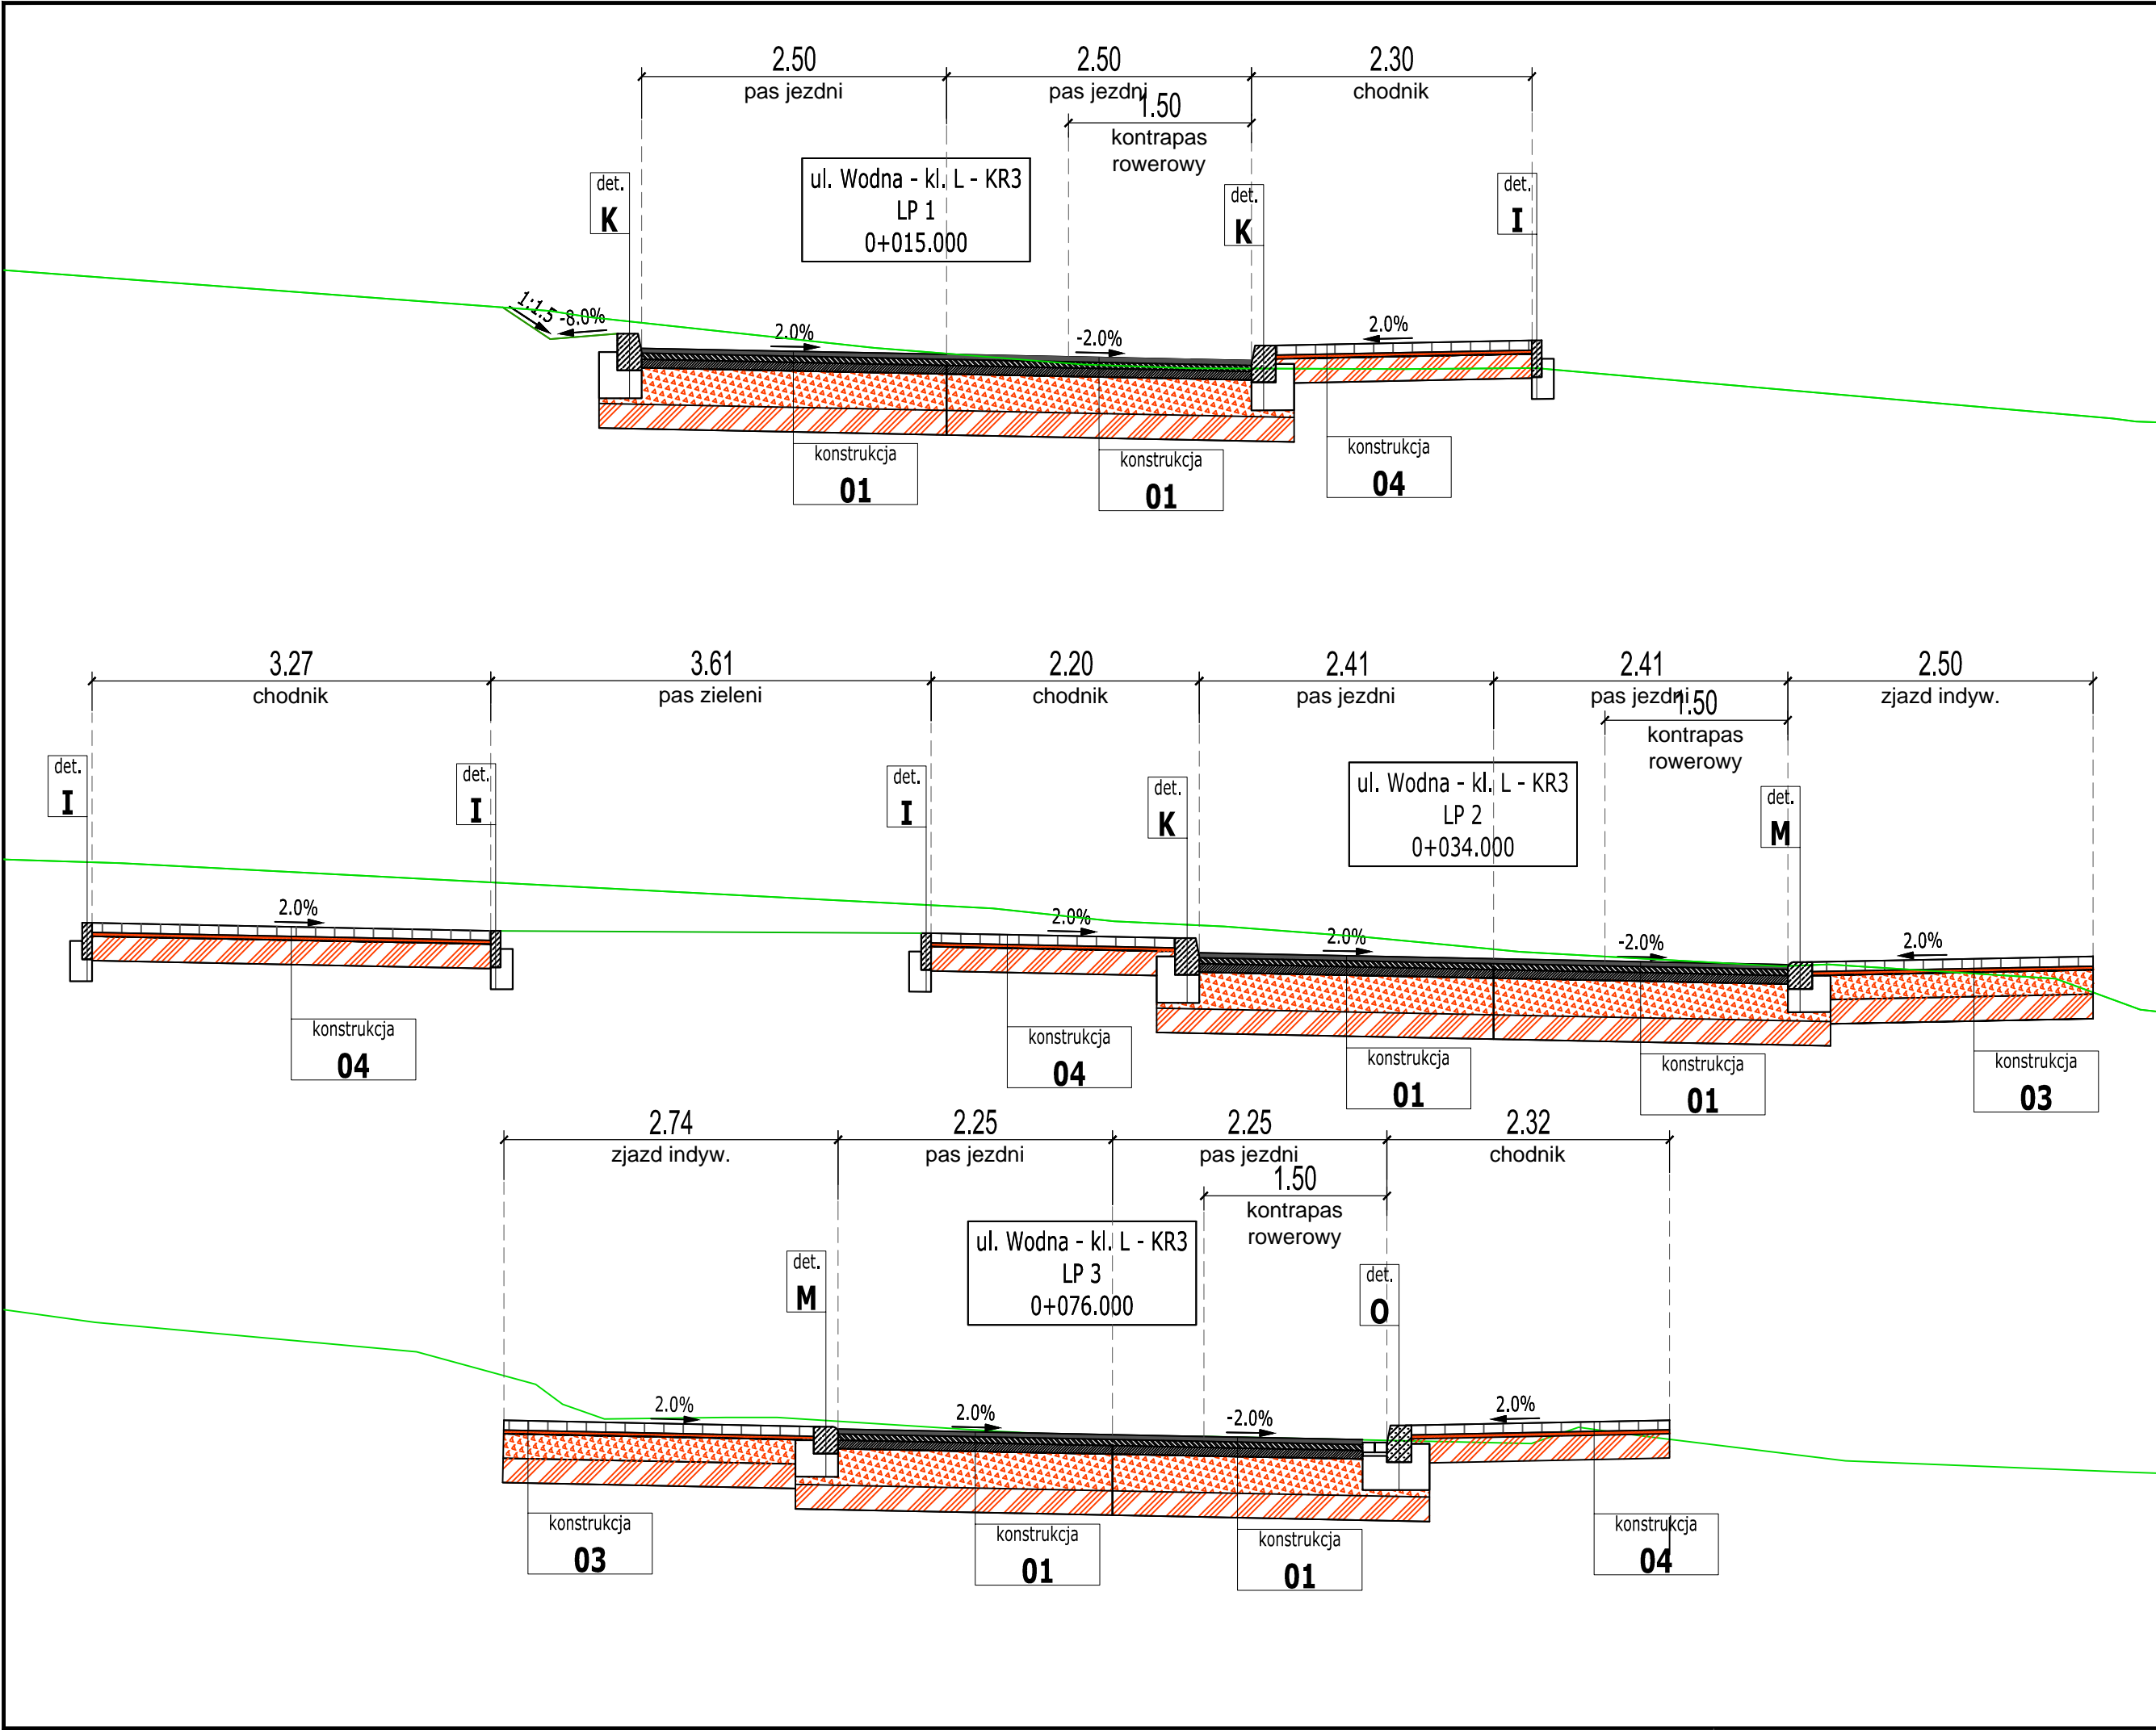 2.50 2.50 2.30
pas jezdni pas jezdni chodnik
1.50
kontrapas
rowerowy
ul. Wodna - kl. L - KR3
LP 1
0+015.000
det.
K
det.
K
det.
I
1:1.5 -8.0% 2.0% -2.0% 2.0%
konstrukcja
01
konstrukcja
01
konstrukcja
04
3.27 3.61 2.20 2.41 2.41 2.50
chodnik pas zieleni chodnik pas jezdni pas jezdni zjazd indyw.
1.50
kontrapas
rowerowy
det.
I
det.
I
det.
I
det.
K
ul. Wodna - kl. L - KR3
LP 2
0+034.000
det.
M
2.0% 2.0% 2.0% -2.0% 2.0%
konstrukcja
04
konstrukcja
04
konstrukcja
01
konstrukcja
01
konstrukcja
03
2.74 2.25 2.25 2.32
zjazd indyw. pas jezdni pas jezdni chodnik
1.50
kontrapas
rowerowy
det.
M
ul. Wodna - kl. L - KR3
LP 3
0+076.000
det.
O
2.0% 2.0% -2.0% 2.0%
konstrukcja
03
konstrukcja
01
konstrukcja
01
konstrukcja
04